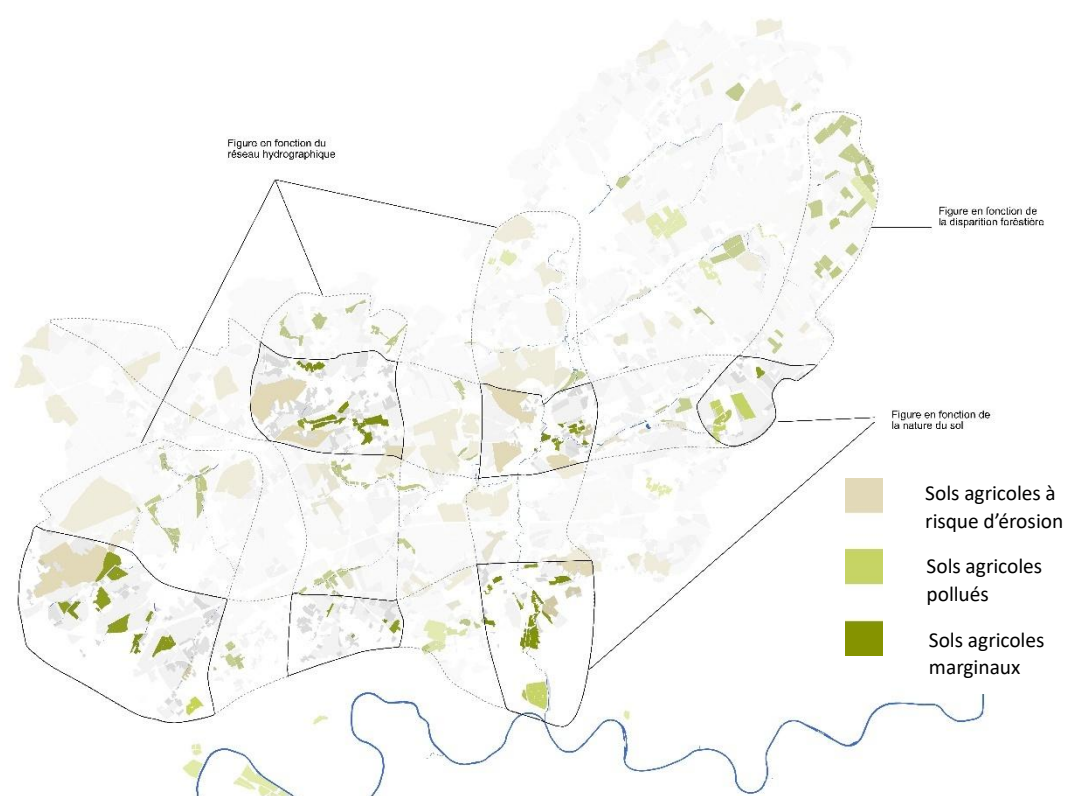 Figure en fonction du
réseau hydrographique
Figure en fonction de
la disparition foréstière
Figure en fonction de
la nature du sol
Sols agricoles à
risque d'érosion
Sols agricoles
pollués
Sols agricoles
marginaux